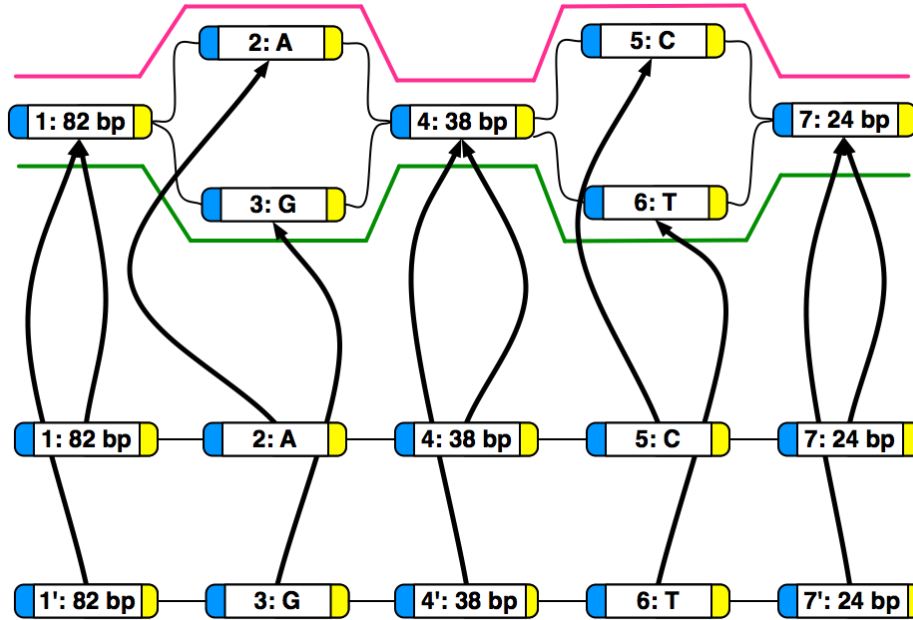 2: A
5: C
1: 82 bp
4: 38 bp
7: 24 bp
3: G
6: T
1: 82 bp
2: A
4: 38 bp
5: C
7: 24 bp
1': 82 bp
3: G
4': 38 bp
6: T
7': 24 bp